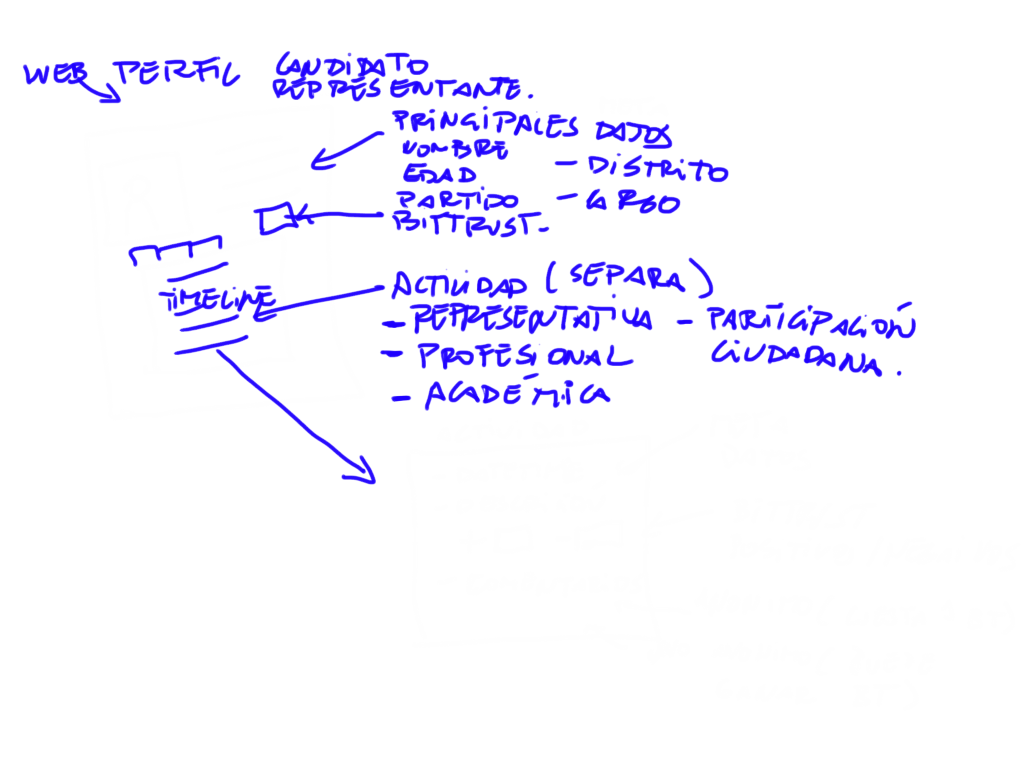 WEB PERFIL CANDIDATO
REPRESENTANTE.
PRINCIPALES DATOS
NOMBRE
EDAD - DISTRITO
PARTIDO - CARGO
BITTRUST-
ACTIVIDAD (SEPARA)
TIMELINE
- REPRESENTATIVA - PARTICIPACIÓN
- PROFESIONAL CIUDADANA.
- ACADÉMICA